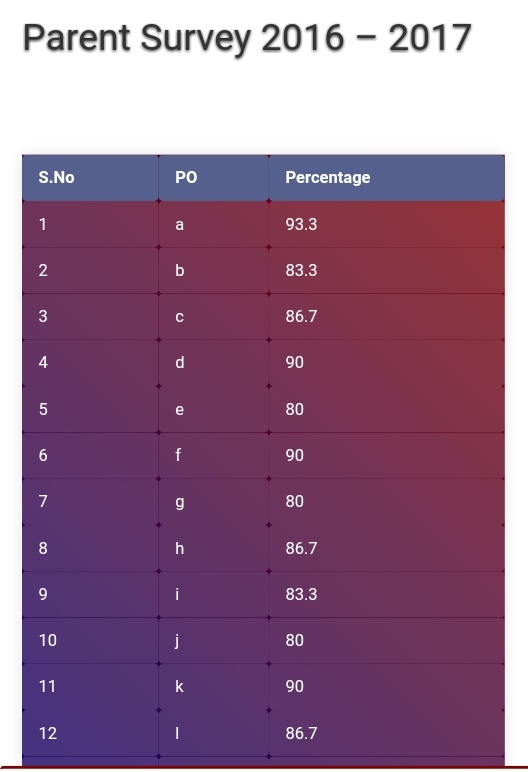 Parent Survey 2016 – 2017
S.No PO Percentage
1 a 93.3
2 b 83.3
3 c 86.7
4 d 90
5 e 80
6 f 90
7 g 80
8 h 86.7
9 i 83.3
10 j 80
11 k 90
12 l 86.7